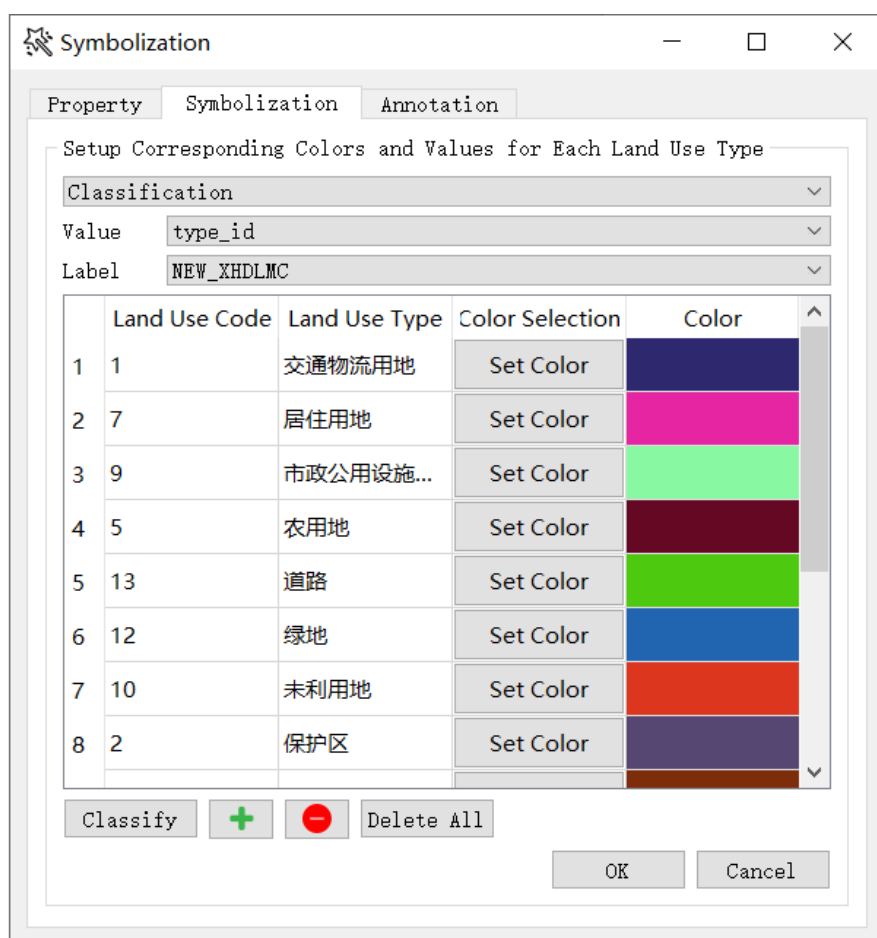 Symbolization
Property Symbolization Annotation
Setup Corresponding Colors and Values for Each Land Use Type
Classification
Value type_id
Label NEW_XHDLMC
Land Use Code Land Use Type Color Selection Color
1 1 交通物流用地 Set Color
2 7 居住用地 Set Color
3 9 市政公用设施... Set Color
4 5 农用地 Set Color
5 13 道路 Set Color
6 12 绿地 Set Color
7 10 未利用地 Set Color
8 2 保护区 Set Color
Classify Delete All
OK Cancel